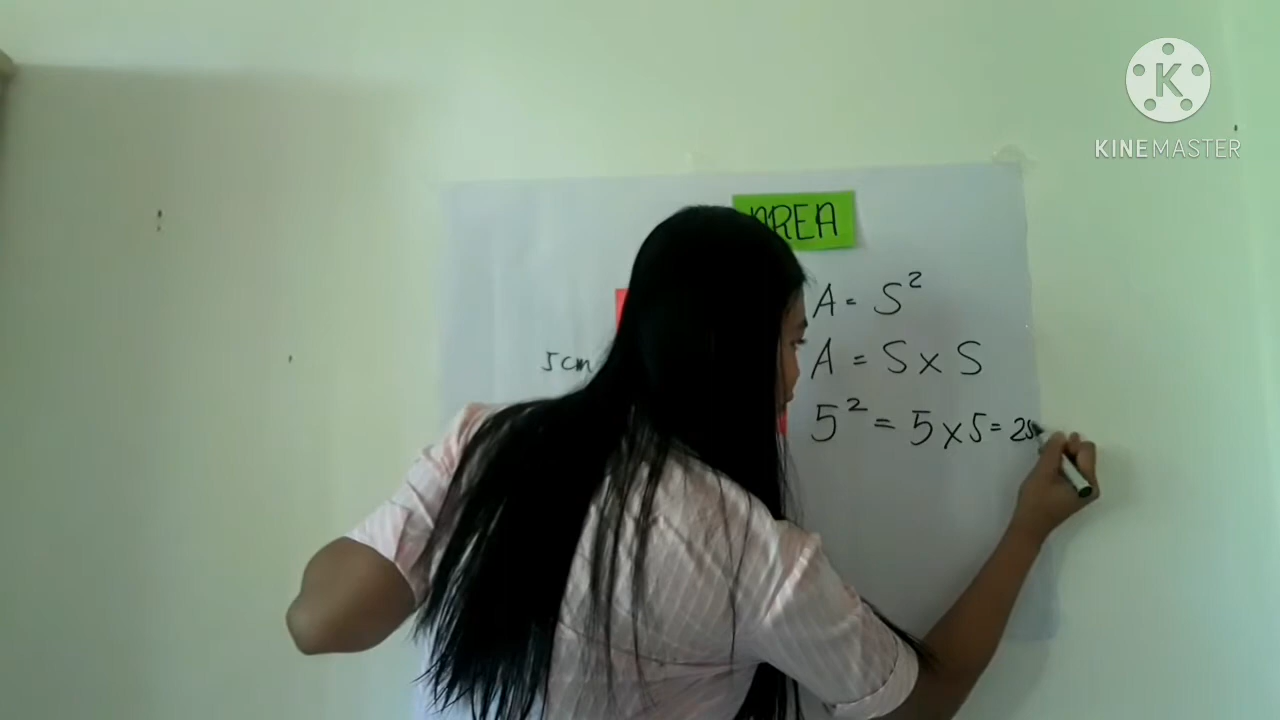 K
KINEMASTER
AREA
A = S²
5cm
A = S x S
5² = 5 x 5 = 25